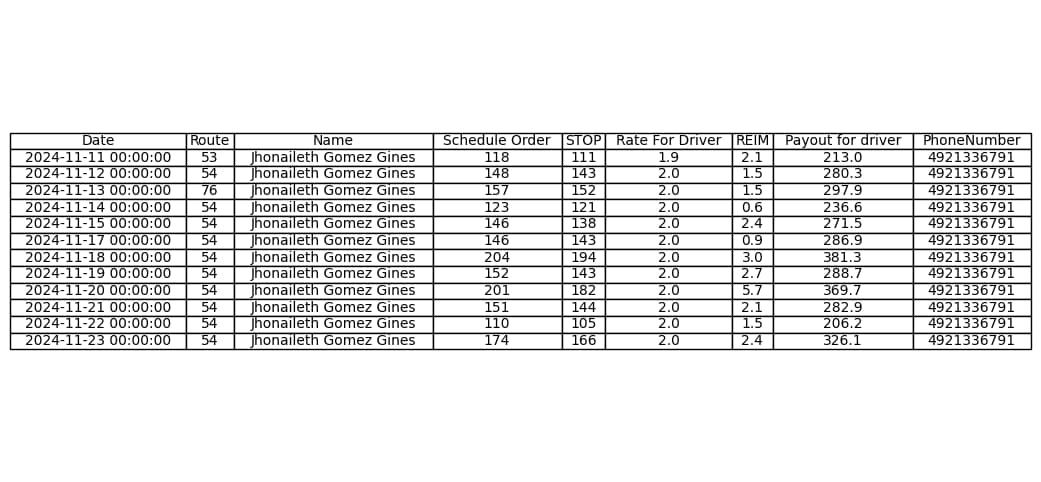 Date Route Name Schedule Order STOP Rate For Driver REIM Payout for driver PhoneNumber
2024-11-11 00:00:00 53 Jhonaileth Gomez Gines 118 111 1.9 2.1 213.0 4921336791
2024-11-12 00:00:00 54 Jhonaileth Gomez Gines 148 143 2.0 1.5 280.3 4921336791
2024-11-13 00:00:00 76 Jhonaileth Gomez Gines 157 152 2.0 1.5 297.9 4921336791
2024-11-14 00:00:00 54 Jhonaileth Gomez Gines 123 121 2.0 0.6 236.6 4921336791
2024-11-15 00:00:00 54 Jhonaileth Gomez Gines 146 138 2.0 2.4 271.5 4921336791
2024-11-17 00:00:00 54 Jhonaileth Gomez Gines 146 143 2.0 0.9 286.9 4921336791
2024-11-18 00:00:00 54 Jhonaileth Gomez Gines 204 194 2.0 3.0 381.3 4921336791
2024-11-19 00:00:00 54 Jhonaileth Gomez Gines 152 143 2.0 2.7 288.7 4921336791
2024-11-20 00:00:00 54 Jhonaileth Gomez Gines 201 182 2.0 5.7 369.7 4921336791
2024-11-21 00:00:00 54 Jhonaileth Gomez Gines 151 144 2.0 2.1 282.9 4921336791
2024-11-22 00:00:00 54 Jhonaileth Gomez Gines 110 105 2.0 1.5 206.2 4921336791
2024-11-23 00:00:00 54 Jhonaileth Gomez Gines 174 166 2.0 2.4 326.1 4921336791